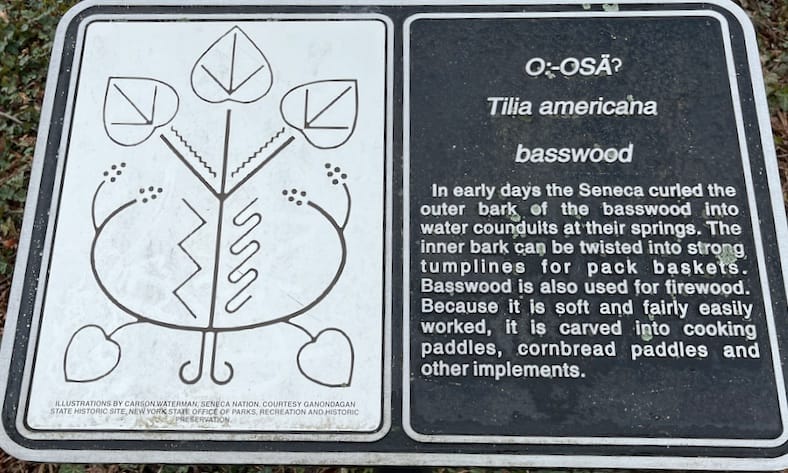 ILLUSTRATIONS BY CARSON WATERMAN, SENECA NATION. COURTESY GANONDAGAN
STATE HISTORIC SITE, NEW YORK STATE OFFICE OF PARKS, RECREATION AND HISTORIC
PRESERVATION.
O:-OSÄ?
Tilia americana
basswood
In early days the Seneca curled the
outer bark of the basswood into
water counduits at their springs. The
inner bark can be twisted into strong
tumplines for pack baskets.
Basswood is also used for firewood.
Because it is soft and fairly easily
worked, it is carved into cooking
paddles, cornbread paddles and
other implements.